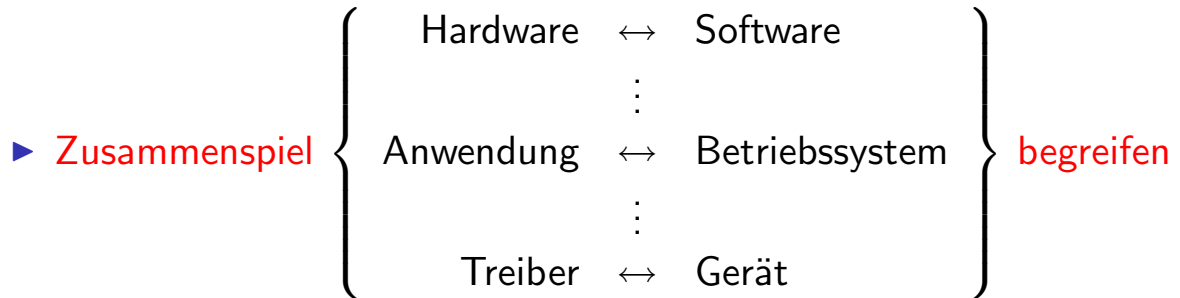 Hardware ↔ Software
⋮
▶ Zusammenspiel { Anwendung ↔ Betriebssystem } begreifen
⋮
Treiber ↔ Gerät